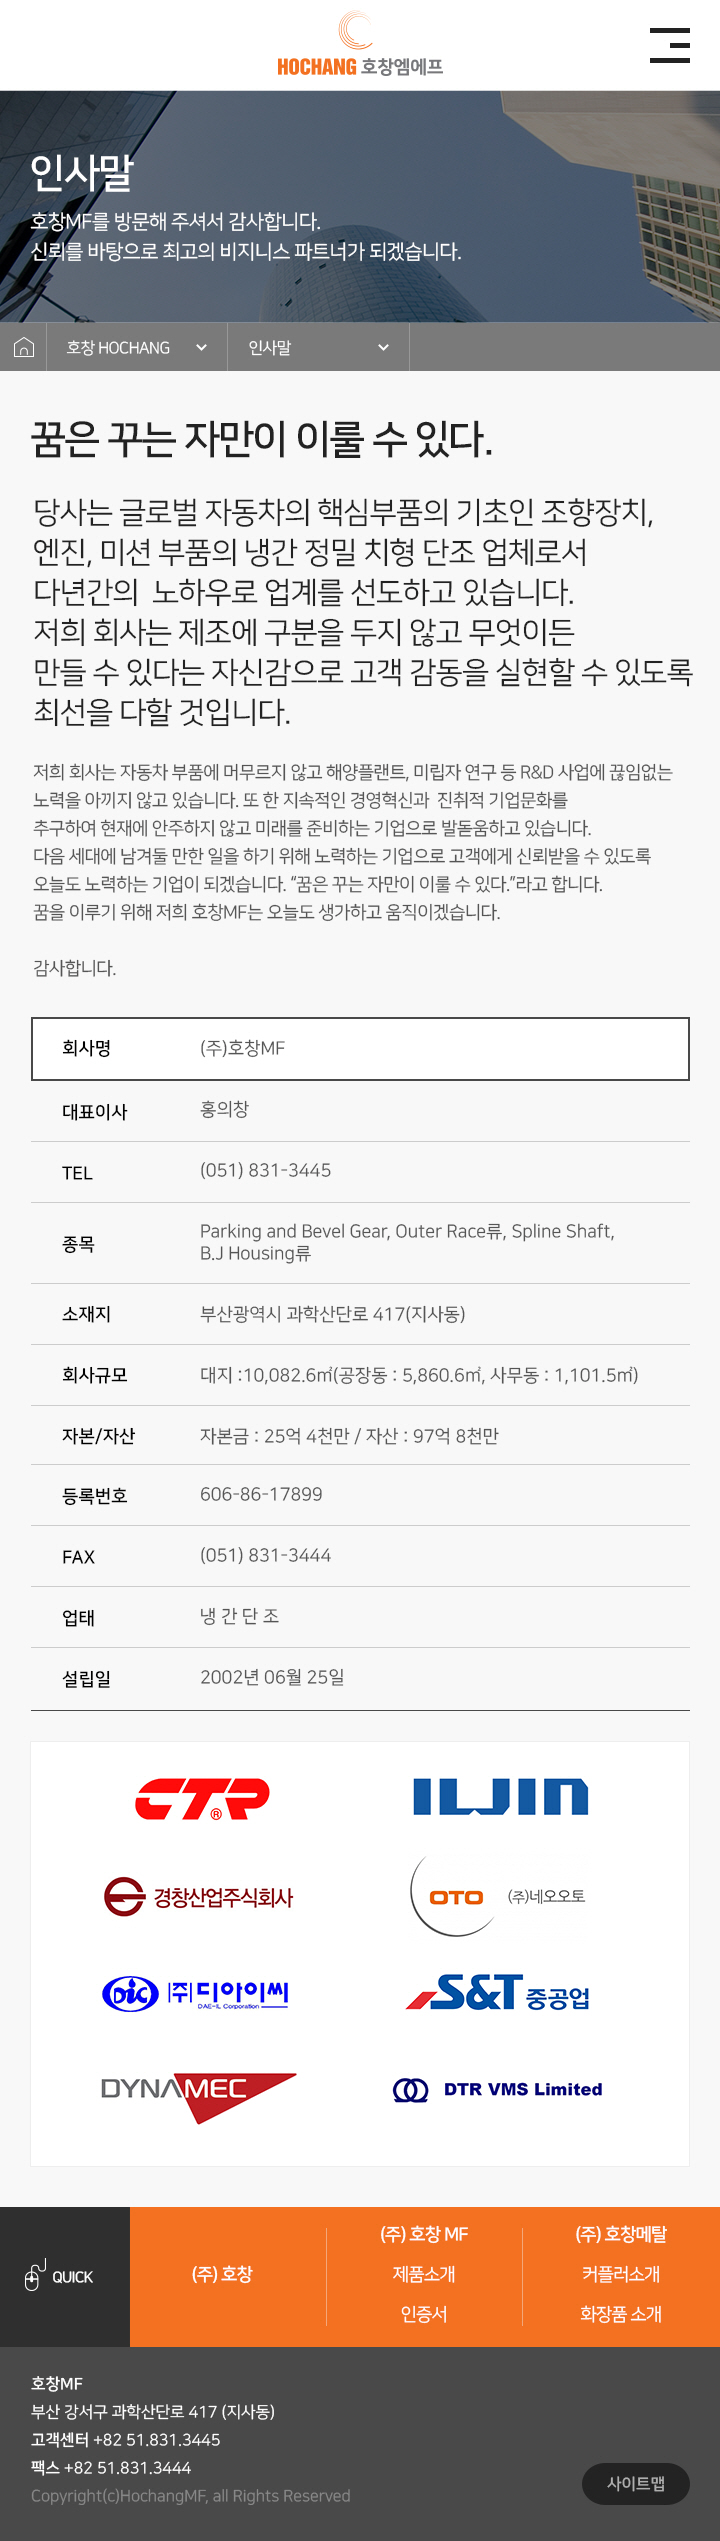 HOCHANG 호창엠에프
인사말
호창MF를 방문해 주셔서 감사합니다.
신뢰를 바탕으로 최고의 비지니스 파트너가 되겠습니다.
호창 HOCHANG
인사말
꿈은 꾸는 자만이 이룰 수 있다.
당사는 글로벌 자동차의 핵심부품의 기초인 조향장치,
엔진, 미션 부품의 냉간 정밀 치형 단조 업체로서
다년간의 노하우로 업계를 선도하고 있습니다.
저희 회사는 제조에 구분을 두지 않고 무엇이든
만들 수 있다는 자신감으로 고객 감동을 실현할 수 있도록
최선을 다할 것입니다.
저희 회사는 자동차 부품에 머무르지 않고 해양플랜트, 미립자 연구 등 R&D 사업에 끊임없는
노력을 아끼지 않고 있습니다. 또 한 지속적인 경영혁신과 진취적 기업문화를
추구하여 현재에 안주하지 않고 미래를 준비하는 기업으로 발돋움하고 있습니다.
다음 세대에 남겨둘 만한 일을 하기 위해 노력하는 기업으로 고객에게 신뢰받을 수 있도록
오늘도 노력하는 기업이 되겠습니다. “꿈은 꾸는 자만이 이룰 수 있다.”라고 합니다.
꿈을 이루기 위해 저희 호창MF는 오늘도 생가하고 움직이겠습니다.
감사합니다.
회사명 (주)호창MF
대표이사 홍의창
TEL (051) 831-3445
종목 Parking and Bevel Gear, Outer Race류, Spline Shaft,
B.J Housing류
소재지 부산광역시 과학산단로 417(지사동)
회사규모 대지 :10,082.6㎡(공장동 : 5,860.6㎡, 사무동 : 1,101.5㎡)
자본/자산 자본금 : 25억 4천만 / 자산 : 97억 8천만
등록번호 606-86-17899
FAX (051) 831-3444
업태 냉 간 단 조
설립일 2002년 06월 25일
CTR® ILJIN
경창산업주식회사 OTO (주)네오오토
DIC (주)디아이씨 S&T 중공업
DAE-IL Corporation
DYNAMEC DTR VMS Limited
QUICK
(주) 호창
(주) 호창 MF
제품소개
인증서
(주) 호창메탈
커플러소개
화장품 소개
호창MF
부산 강서구 과학산단로 417 (지사동)
고객센터 +82 51.831.3445
팩스 +82 51.831.3444
Copyright(c)HochangMF, all Rights Reserved
사이트맵